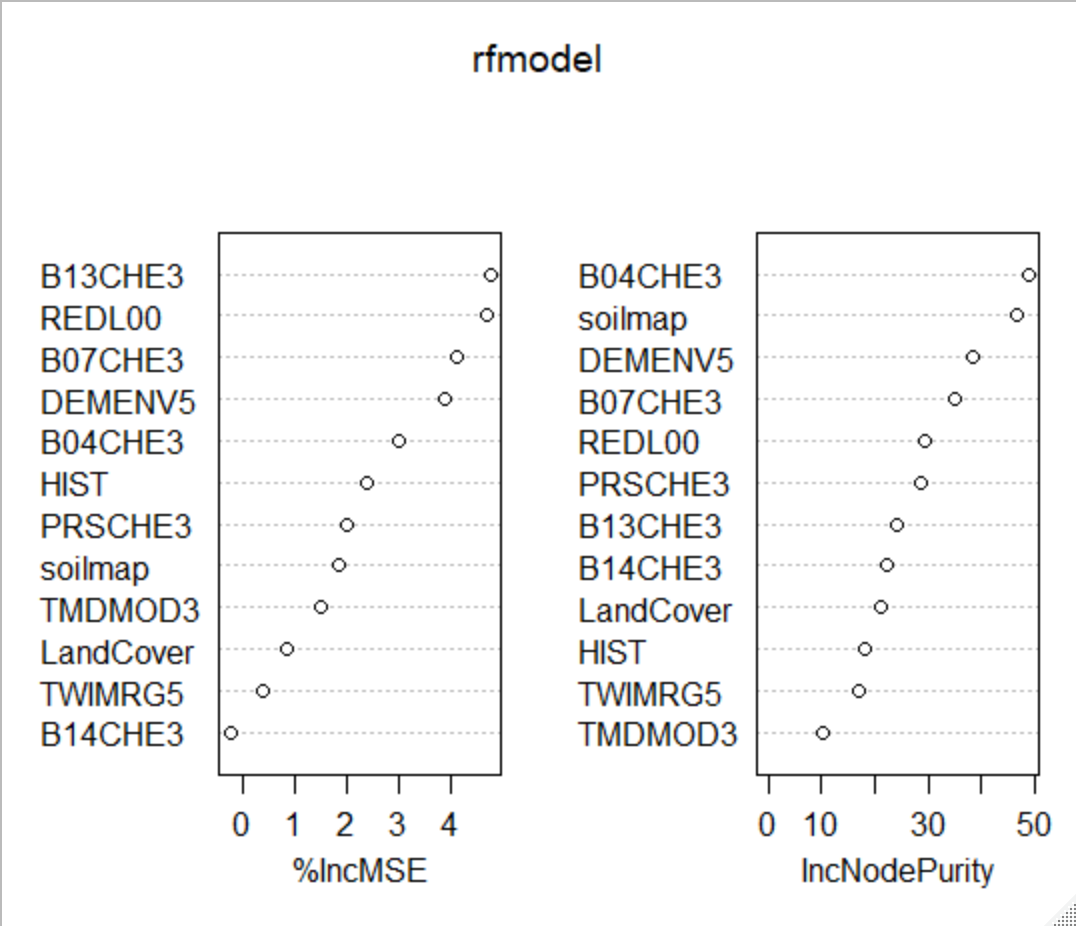 rfmodel
B13CHE3
REDL00
B07CHE3
DEMENV5
B04CHE3
HIST
PRSCHE3
soilmap
TMDMOD3
LandCover
TWIMRG5
B14CHE3
0 1 2 3 4
%IncMSE
B04CHE3
soilmap
DEMENV5
B07CHE3
REDL00
PRSCHE3
B13CHE3
B14CHE3
LandCover
HIST
TWIMRG5
TMDMOD3
0 10 30 50
IncNodePurity